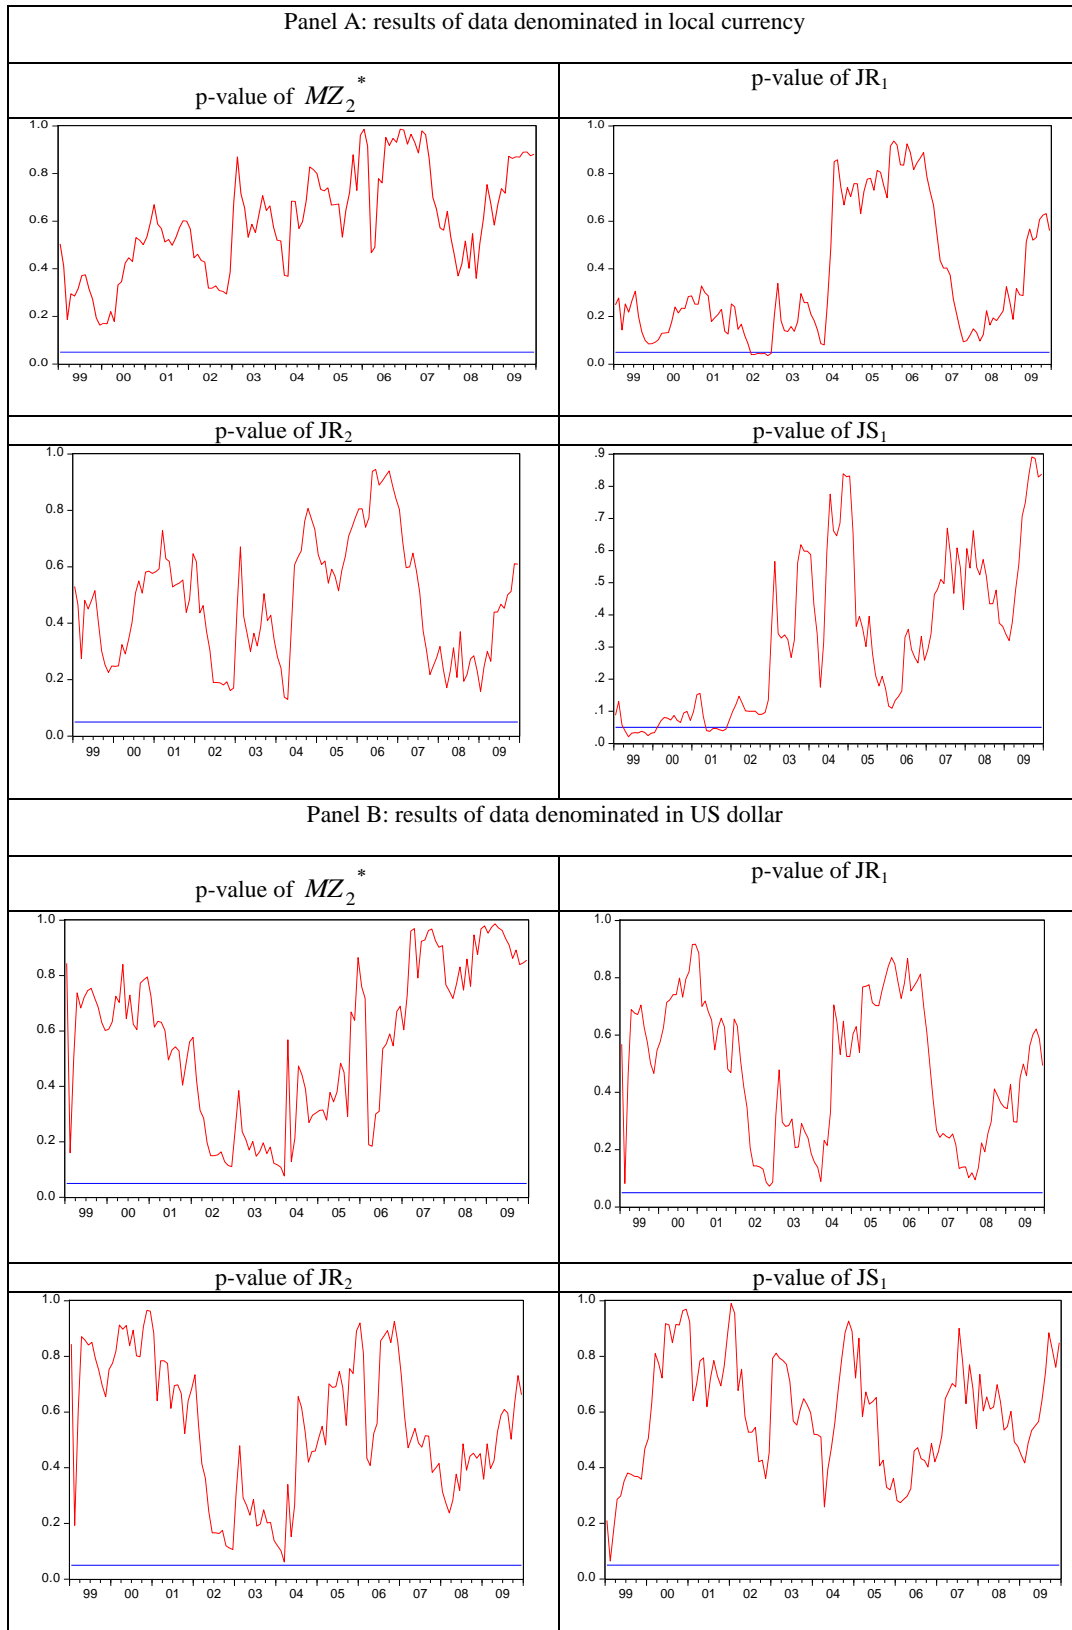 Panel A: results of data denominated in local currency
p-value of MZ₂*
p-value of JR₁
1.0
0.8
0.6
0.4
0.2
0.0
99 00 01 02 03 04 05 06 07 08 09
1.0
0.8
0.6
0.4
0.2
0.0
99 00 01 02 03 04 05 06 07 08 09
p-value of JR₂
p-value of JS₁
1.0
0.8
0.6
0.4
0.2
0.0
99 00 01 02 03 04 05 06 07 08 09
.9
.8
.7
.6
.5
.4
.3
.2
.1
.0
99 00 01 02 03 04 05 06 07 08 09
Panel B: results of data denominated in US dollar
p-value of MZ₂*
p-value of JR₁
1.0
0.8
0.6
0.4
0.2
0.0
99 00 01 02 03 04 05 06 07 08 09
1.0
0.8
0.6
0.4
0.2
0.0
99 00 01 02 03 04 05 06 07 08 09
p-value of JR₂
p-value of JS₁
1.0
0.8
0.6
0.4
0.2
0.0
99 00 01 02 03 04 05 06 07 08 09
1.0
0.8
0.6
0.4
0.2
0.0
99 00 01 02 03 04 05 06 07 08 09